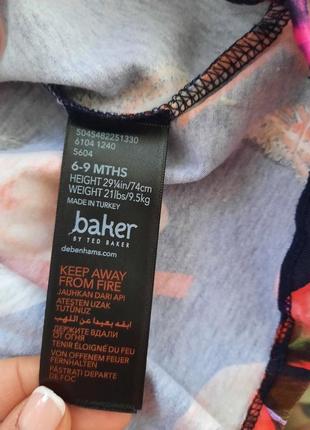 5045482251330
6104 1240
5604
6-9 MTHS
HEIGHT 29¼in/74cm
WEIGHT 21lbs/9.5kg
MADE IN TURKEY
baker
BY TED BAKER
debenhams.com
KEEP AWAY
FROM FIRE
JAUHKAN DARI API
ATEŞTEN UZAK
TUTUNUZ
ابقه بعيدا عن اللهب
ДЕРЖИТЕ ВДАЛИ
ОТ ОГНЯ
TENIR ÉLOIGNÉ DU FEU
VON OFFENEM FEUER
FERNHALTEN
PĂSTRAȚI DEPARTE
DE FOC